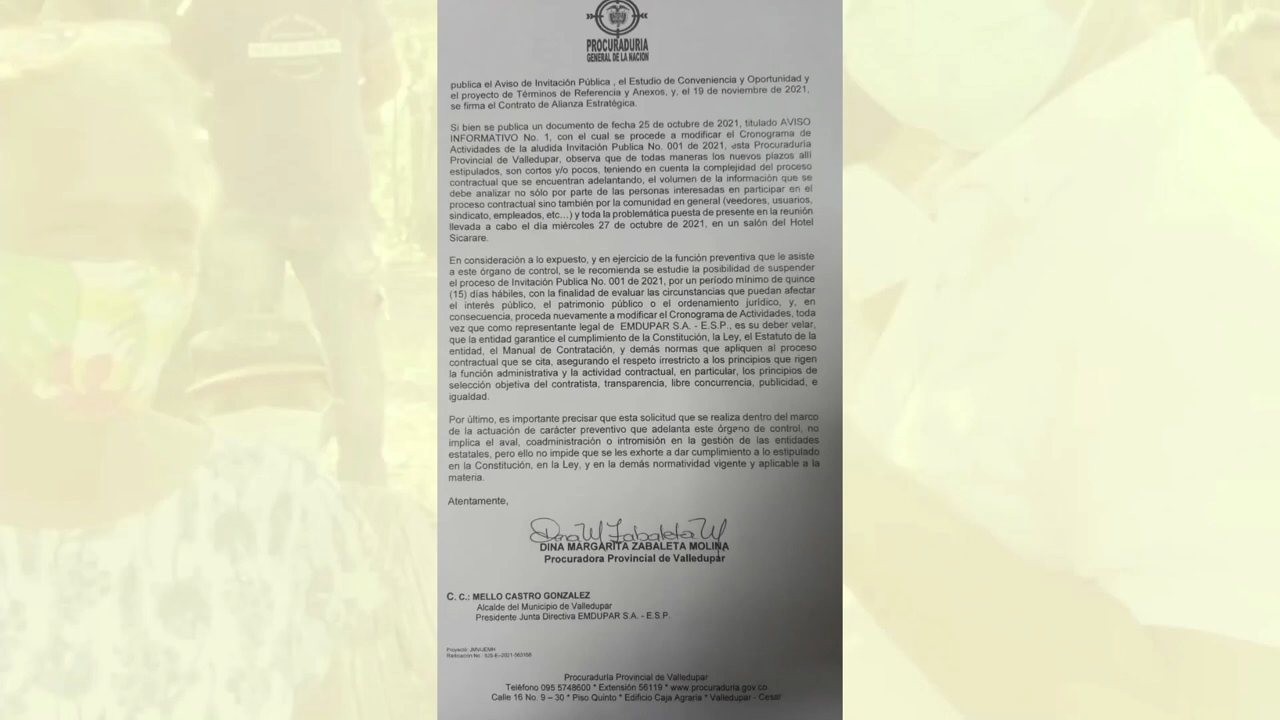 PROCURADURIA
GENERAL DE LA NACION
publica el Aviso de Invitación Pública , el Estudio de Conveniencia y Oportunidad y
el proyecto de Términos de Referencia y Anexos, y, el 19 de noviembre de 2021,
se firma el Contrato de Alianza Estratégica.
Si bien se publica un documento de fecha 25 de octubre de 2021, titulado AVISO
INFORMATIVO No. 1, con el cual se procede a modificar el Cronograma de
Actividades de la aludida Invitación Publica No. 001 de 2021, esta Procuraduría
Provincial de Valledupar, observa que de todas maneras los nuevos plazos allí
estipulados, son cortos y/o pocos, teniendo en cuenta la complejidad del proceso
contractual que se encuentran adelantando, el volumen de la información que se
debe analizar no sólo por parte de las personas interesadas en participar en el
proceso contractual sino también por la comunidad en general (veedores, usuarios,
sindicato, empleados, etc...) y toda la problemática puesta de presente en la reunión
llevada a cabo el día miércoles 27 de octubre de 2021, en un salón del Hotel
Sicarare.
En consideración a lo expuesto, y en ejercicio de la función preventiva que le asiste
a este órgano de control, se le recomienda se estudie la posibilidad de suspender
el proceso de Invitación Publica No. 001 de 2021, por un período mínimo de quince
(15) días hábiles, con la finalidad de evaluar las circunstancias que puedan afectar
el interés público, el patrimonio público o el ordenamiento jurídico, y, en
consecuencia, proceda nuevamente a modificar el Cronograma de Actividades, toda
vez que como representante legal de EMDUPAR S.A. - E.S.P., es su deber velar,
que la entidad garantice el cumplimiento de la Constitución, la Ley, el Estatuto de la
entidad, el Manual de Contratación, y demás normas que apliquen al proceso
contractual que se cita, asegurando el respeto irrestricto a los principios que rigen
la función administrativa y la actividad contractual, en particular, los principios de
selección objetiva del contratista, transparencia, libre concurrencia, publicidad, e
igualdad.
Por último, es importante precisar que esta solicitud que se realiza dentro del marco
de la actuación de carácter preventivo que adelanta este órgano de control, no
implica el aval, coadministración o intromisión en la gestión de las entidades
estatales, pero ello no impide que se les exhorte a dar cumplimiento a lo estipulado
en la Constitución, en la Ley, y en la demás normatividad vigente y aplicable a la
materia.
Atentamente,
Dina M Zabaleta M
DINA MARGARITA ZABALETA MOLINA
Procuradora Provincial de Valledupar
C. C.: MELLO CASTRO GONZALEZ
Alcalde del Municipio de Valledupar
Presidente Junta Directiva EMDUPAR S.A. - E.S.P.
Radicación No.
Procuraduría Provincial de Valledupar
Teléfono 095 5748600 * Extensión 56119 * www.procuraduria.gov.co
Calle 16 No. 9 – 30 * Piso Quinto * Edificio Caja Agraria * Valledupar - Cesar